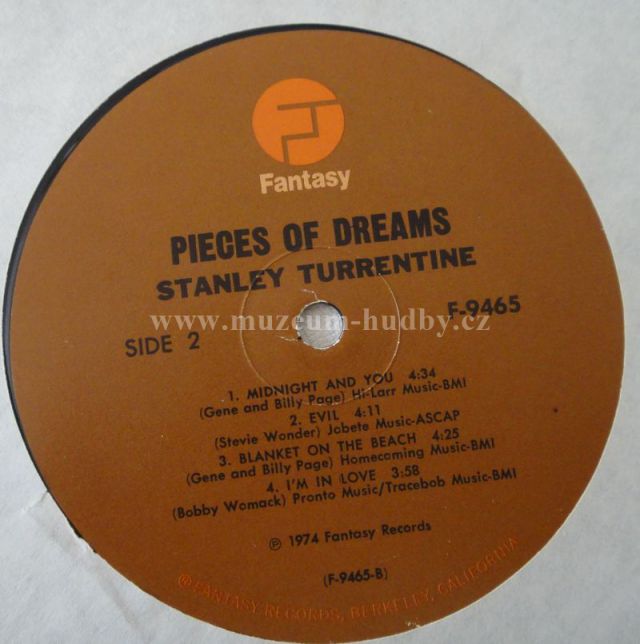 Fantasy
PIECES OF DREAMS
STANLEY TURRENTINE
F-9465
www.muzeum-hudby.cz
SIDE 2
1. MIDNIGHT AND YOU 4:34
(Gene and Billy Page) Hi-Larr Music-BMI
2. EVIL 4:11
(Stevie Wonder) Jobete Music-ASCAP
3. BLANKET ON THE BEACH 4:25
(Gene and Billy Page) Homecoming Music-BMI
4. I'M IN LOVE 3:58
(Bobby Womack) Pronto Music/Tracebob Music-BMI
℗ 1974 Fantasy Records
(F-9465-B)
®FANTASY RECORDS, BERKELEY, CALIFORNIA